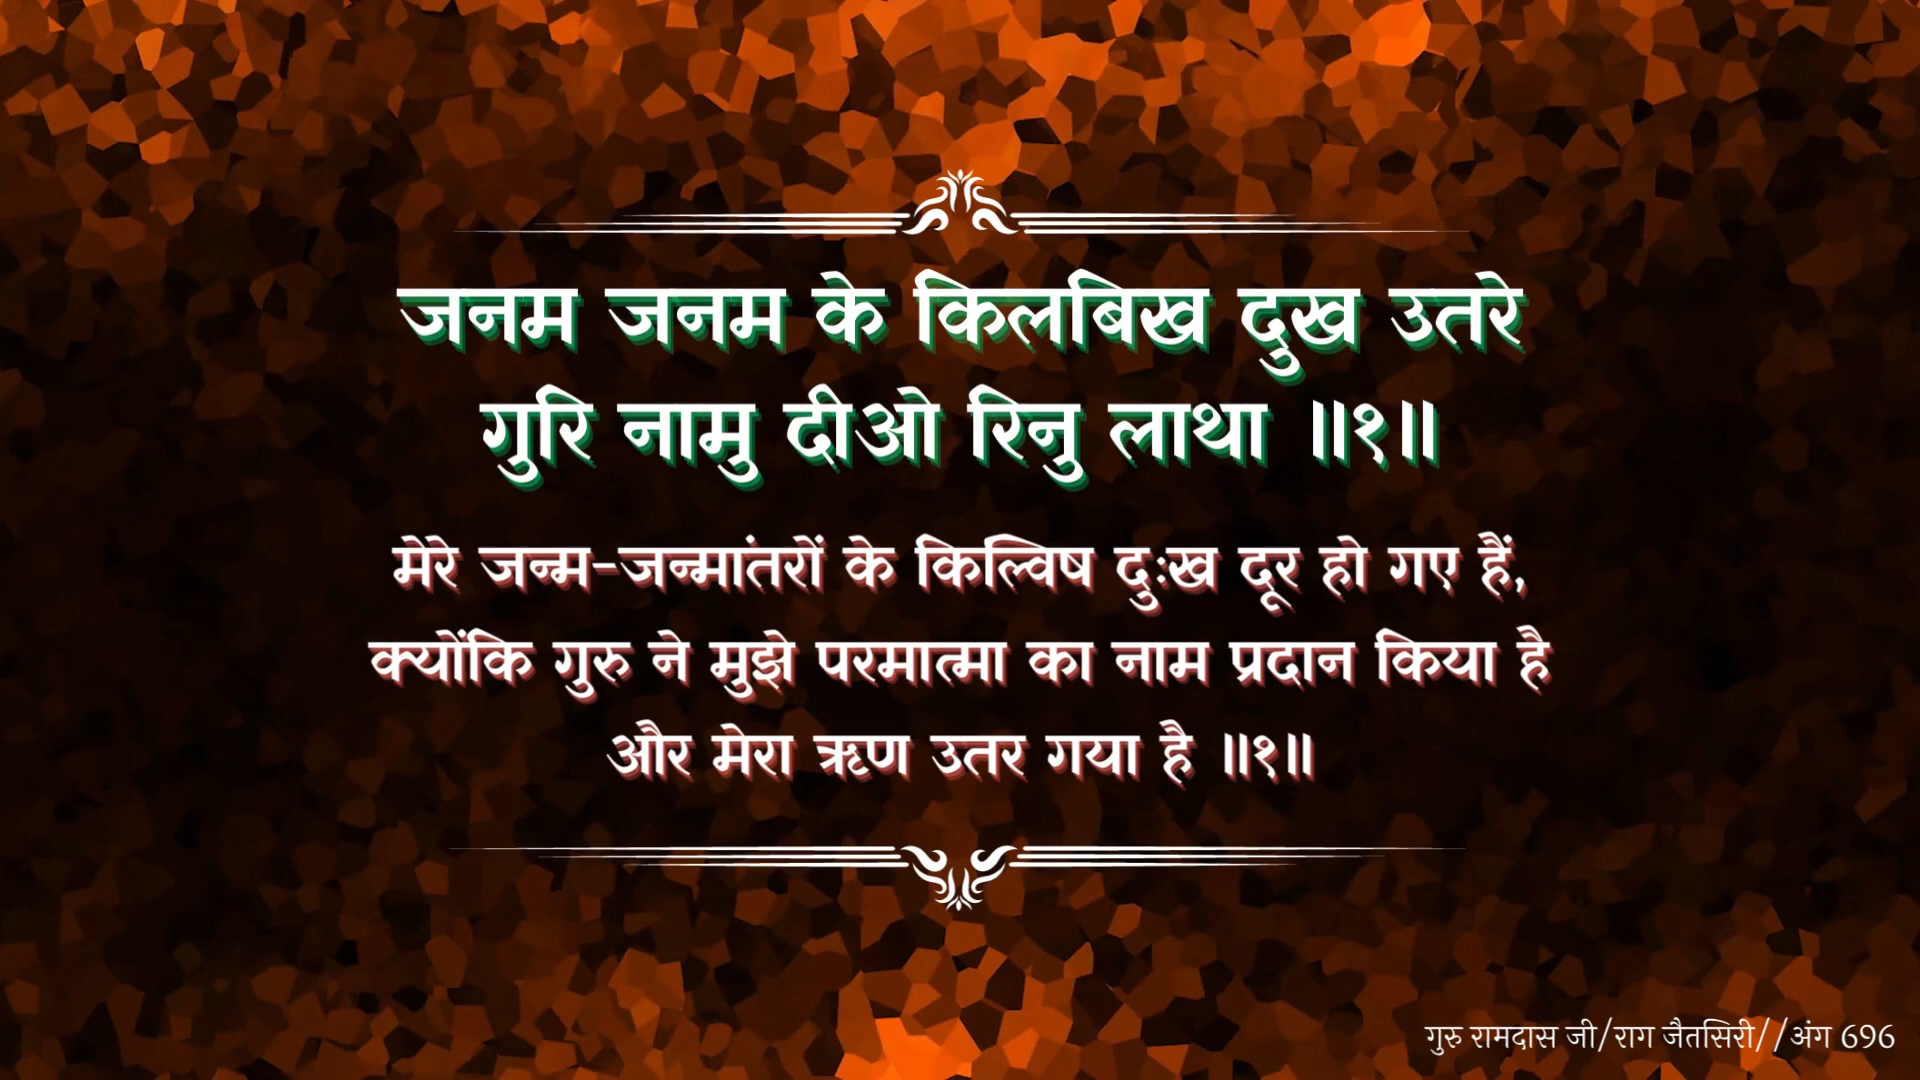 जनम जनम के किलबिख दुख उतरे
गुरि नामु दीओ रिनु लाथा ॥१॥
मेरे जन्म-जन्मांतरों के किल्विष दुःख दूर हो गए हैं,
क्योंकि गुरु ने मुझे परमात्मा का नाम प्रदान किया है
और मेरा ऋण उतर गया है ॥१॥
गुरु रामदास जी/राग जैतसिरी//अंग 696